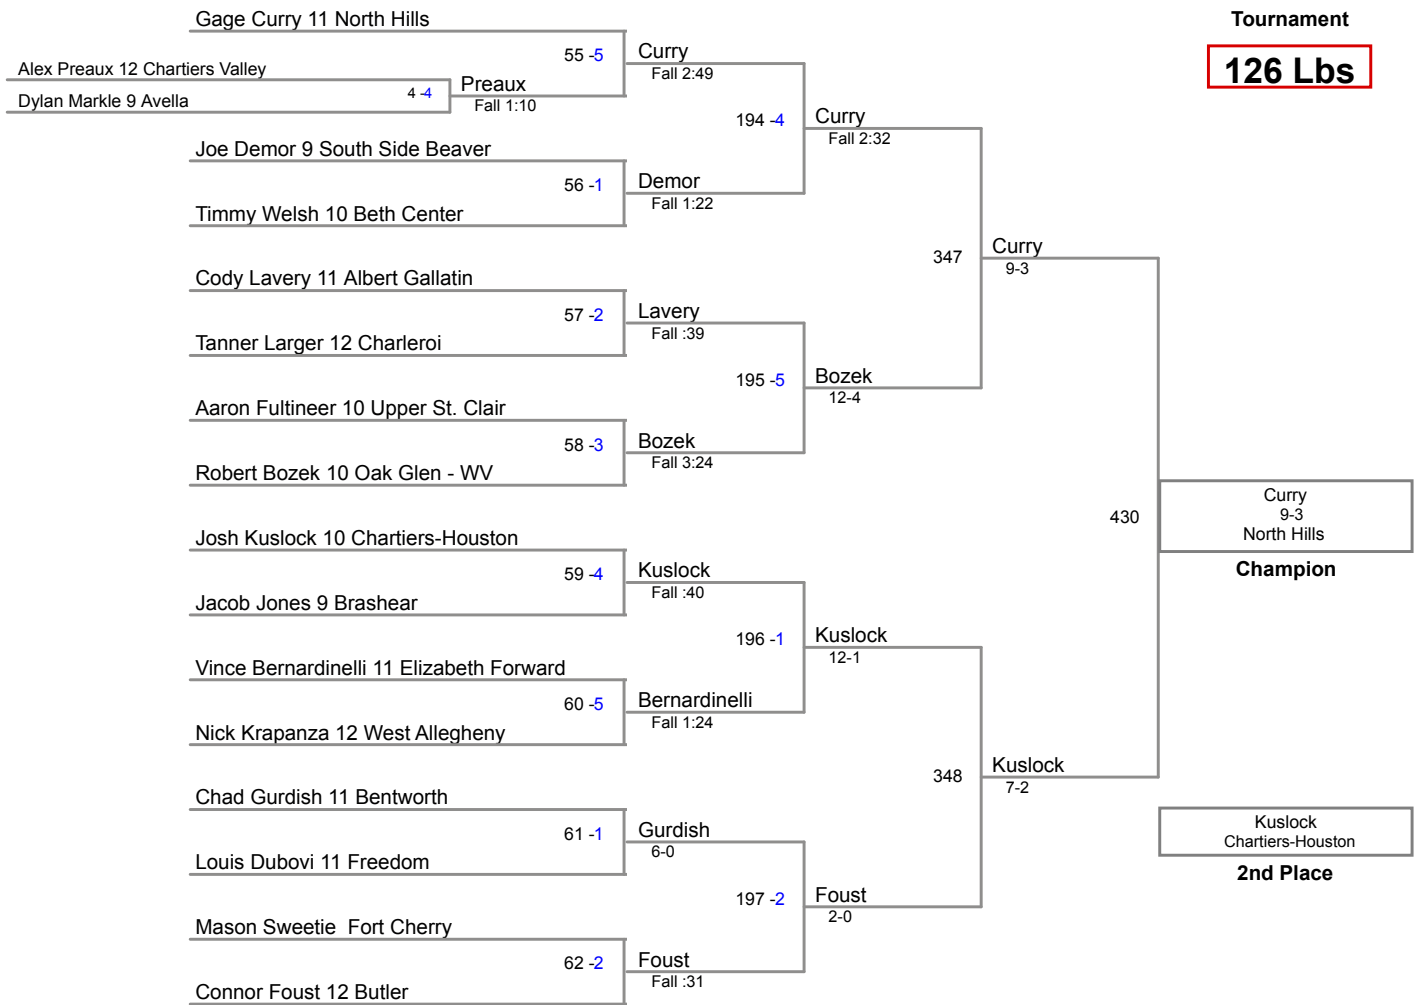 Gage Curry 11 North Hills
Tournament
55 -5
Curry
Fall 2:49
126 Lbs
Alex Preaux 12 Chartiers Valley
4 -4
Preaux
Fall 1:10
Dylan Markle 9 Avella
194 -4
Curry
Fall 2:32
Joe Demor 9 South Side Beaver
56 -1
Demor
Fall 1:22
Timmy Welsh 10 Beth Center
347
Curry
9-3
Cody Lavery 11 Albert Gallatin
57 -2
Lavery
Fall :39
Tanner Larger 12 Charleroi
195 -5
Bozek
12-4
Aaron Fultineer 10 Upper St. Clair
58 -3
Bozek
Fall 3:24
Robert Bozek 10 Oak Glen - WV
430
Curry
9-3
North Hills
Champion
Josh Kuslock 10 Chartiers-Houston
59 -4
Kuslock
Fall :40
Jacob Jones 9 Brashear
196 -1
Kuslock
12-1
Vince Bernardinelli 11 Elizabeth Forward
60 -5
Bernardinelli
Fall 1:24
Nick Krapanza 12 West Allegheny
348
Kuslock
7-2
Chad Gurdish 11 Bentworth
61 -1
Gurdish
6-0
Louis Dubovi 11 Freedom
Kuslock
Chartiers-Houston
2nd Place
197 -2
Foust
2-0
Mason Sweetie  Fort Cherry
62 -2
Foust
Fall :31
Connor Foust 12 Butler